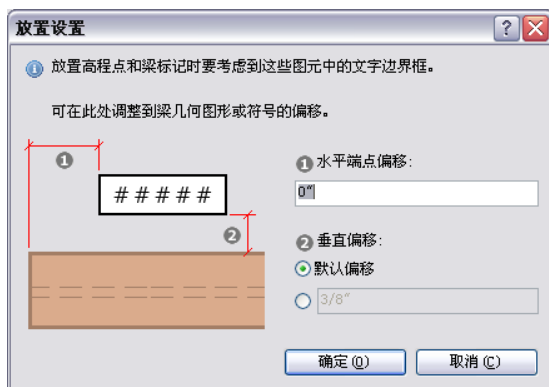 放置设置
放置高程点和梁标记时要考虑到这些图元中的文字边界框。
可在此处调整到梁几何图形或符号的偏移。
1
#####
2
1 水平端点偏移:
0"
2 垂直偏移:
默认偏移
3/8"
确定(O)
取消(C)